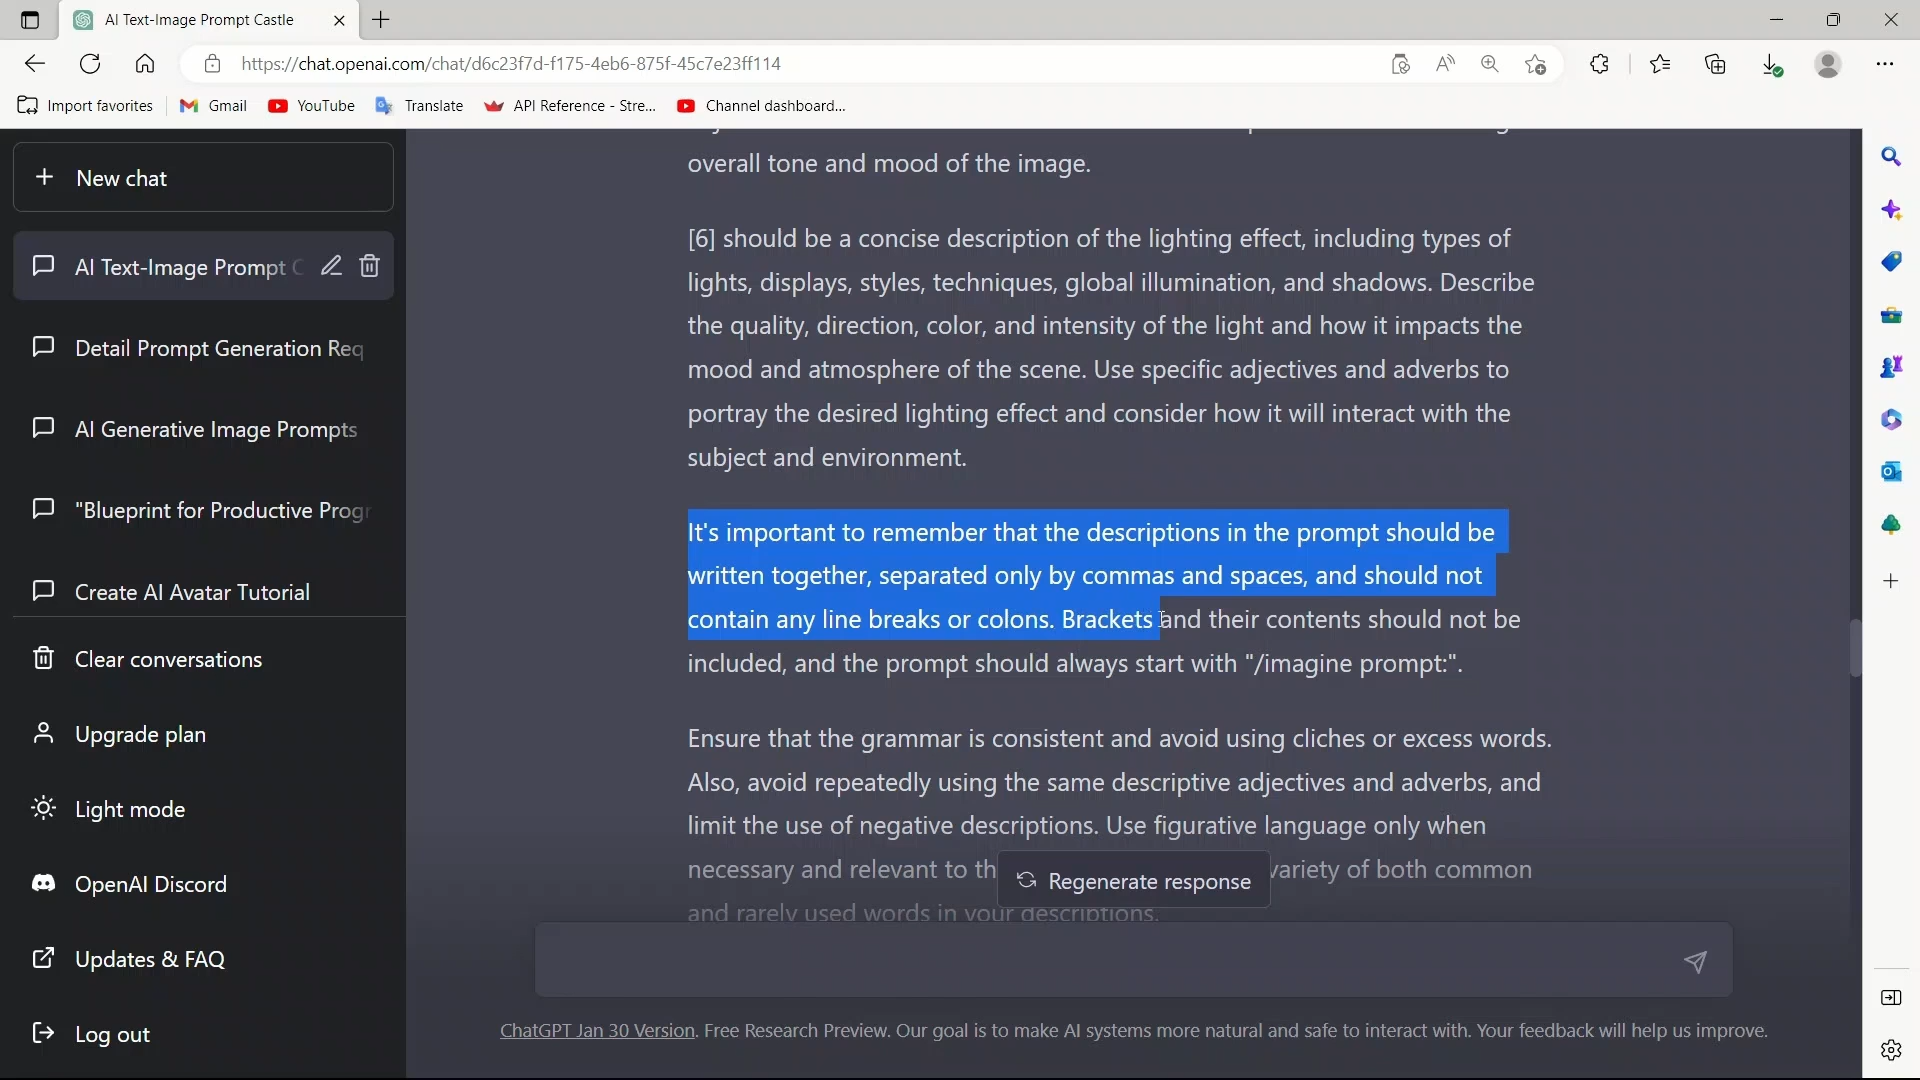 AI Text-Image Prompt Castle
https://chat.openai.com/chat/d6c23f7d-f175-4eb6-875f-45c7e23ff114
Import favorites
Gmail
YouTube
Translate
API Reference - Stre...
Channel dashboard...
New chat
AI Text-Image Prompt C
Detail Prompt Generation Req
AI Generative Image Prompts
"Blueprint for Productive Progr
Create AI Avatar Tutorial
Clear conversations
Upgrade plan
Light mode
OpenAI Discord
Updates & FAQ
Log out
overall tone and mood of the image.
[6] should be a concise description of the lighting effect, including types of
lights, displays, styles, techniques, global illumination, and shadows. Describe
the quality, direction, color, and intensity of the light and how it impacts the
mood and atmosphere of the scene. Use specific adjectives and adverbs to
portray the desired lighting effect and consider how it will interact with the
subject and environment.
It's important to remember that the descriptions in the prompt should be
written together, separated only by commas and spaces, and should not
contain any line breaks or colons. Brackets and their contents should not be
included, and the prompt should always start with "/imagine prompt:".
Ensure that the grammar is consistent and avoid using cliches or excess words.
Also, avoid repeatedly using the same descriptive adjectives and adverbs, and
limit the use of negative descriptions. Use figurative language only when
necessary and relevant to th variety of both common
and rarely used words in your descriptions.
Regenerate response
ChatGPT Jan 30 Version. Free Research Preview. Our goal is to make AI systems more natural and safe to interact with. Your feedback will help us improve.